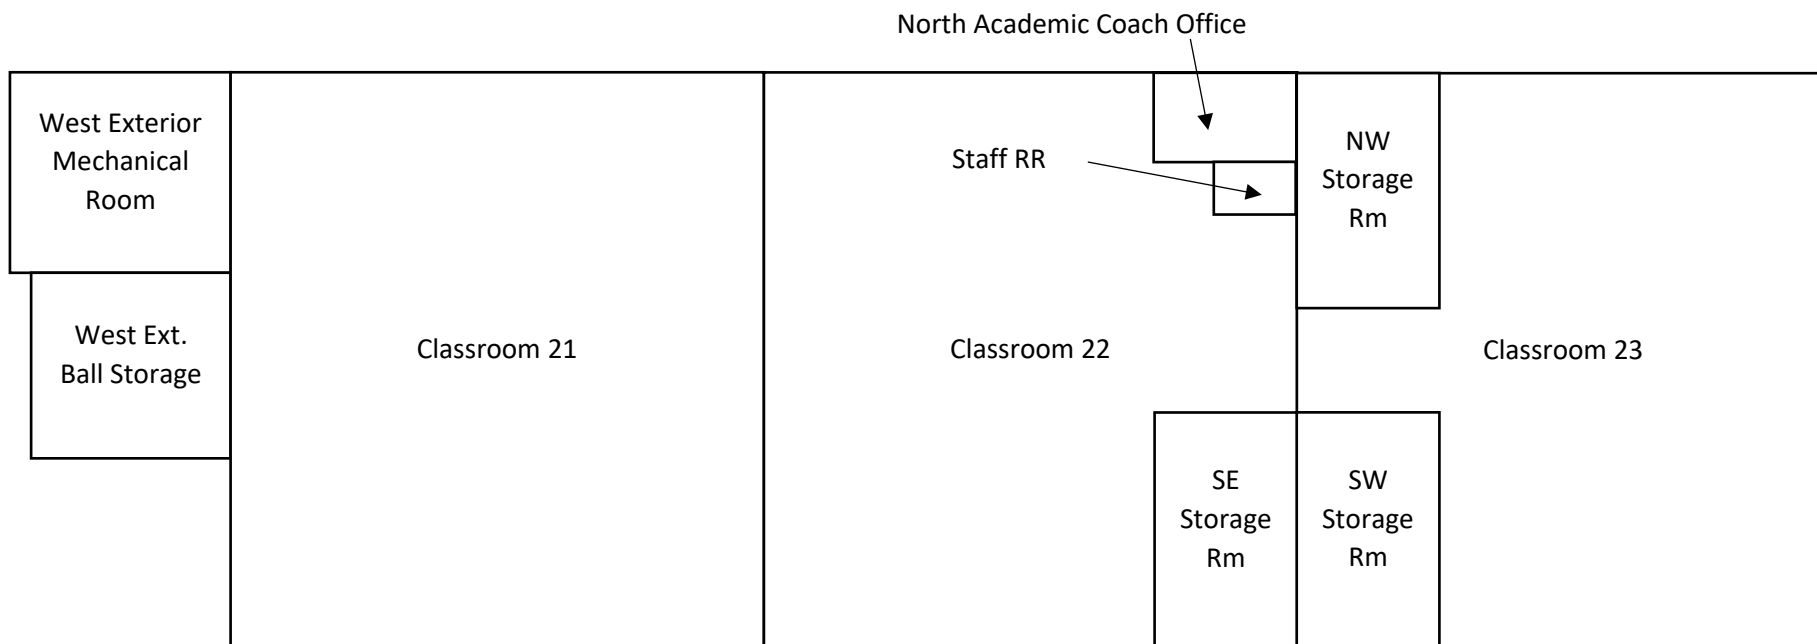 North Academic Coach Office
West Exterior
Mechanical
Room
Staff RR
NW
Storage
Rm
West Ext.
Ball Storage
Classroom 21
Classroom 22
Classroom 23
SE
Storage
Rm
SW
Storage
Rm